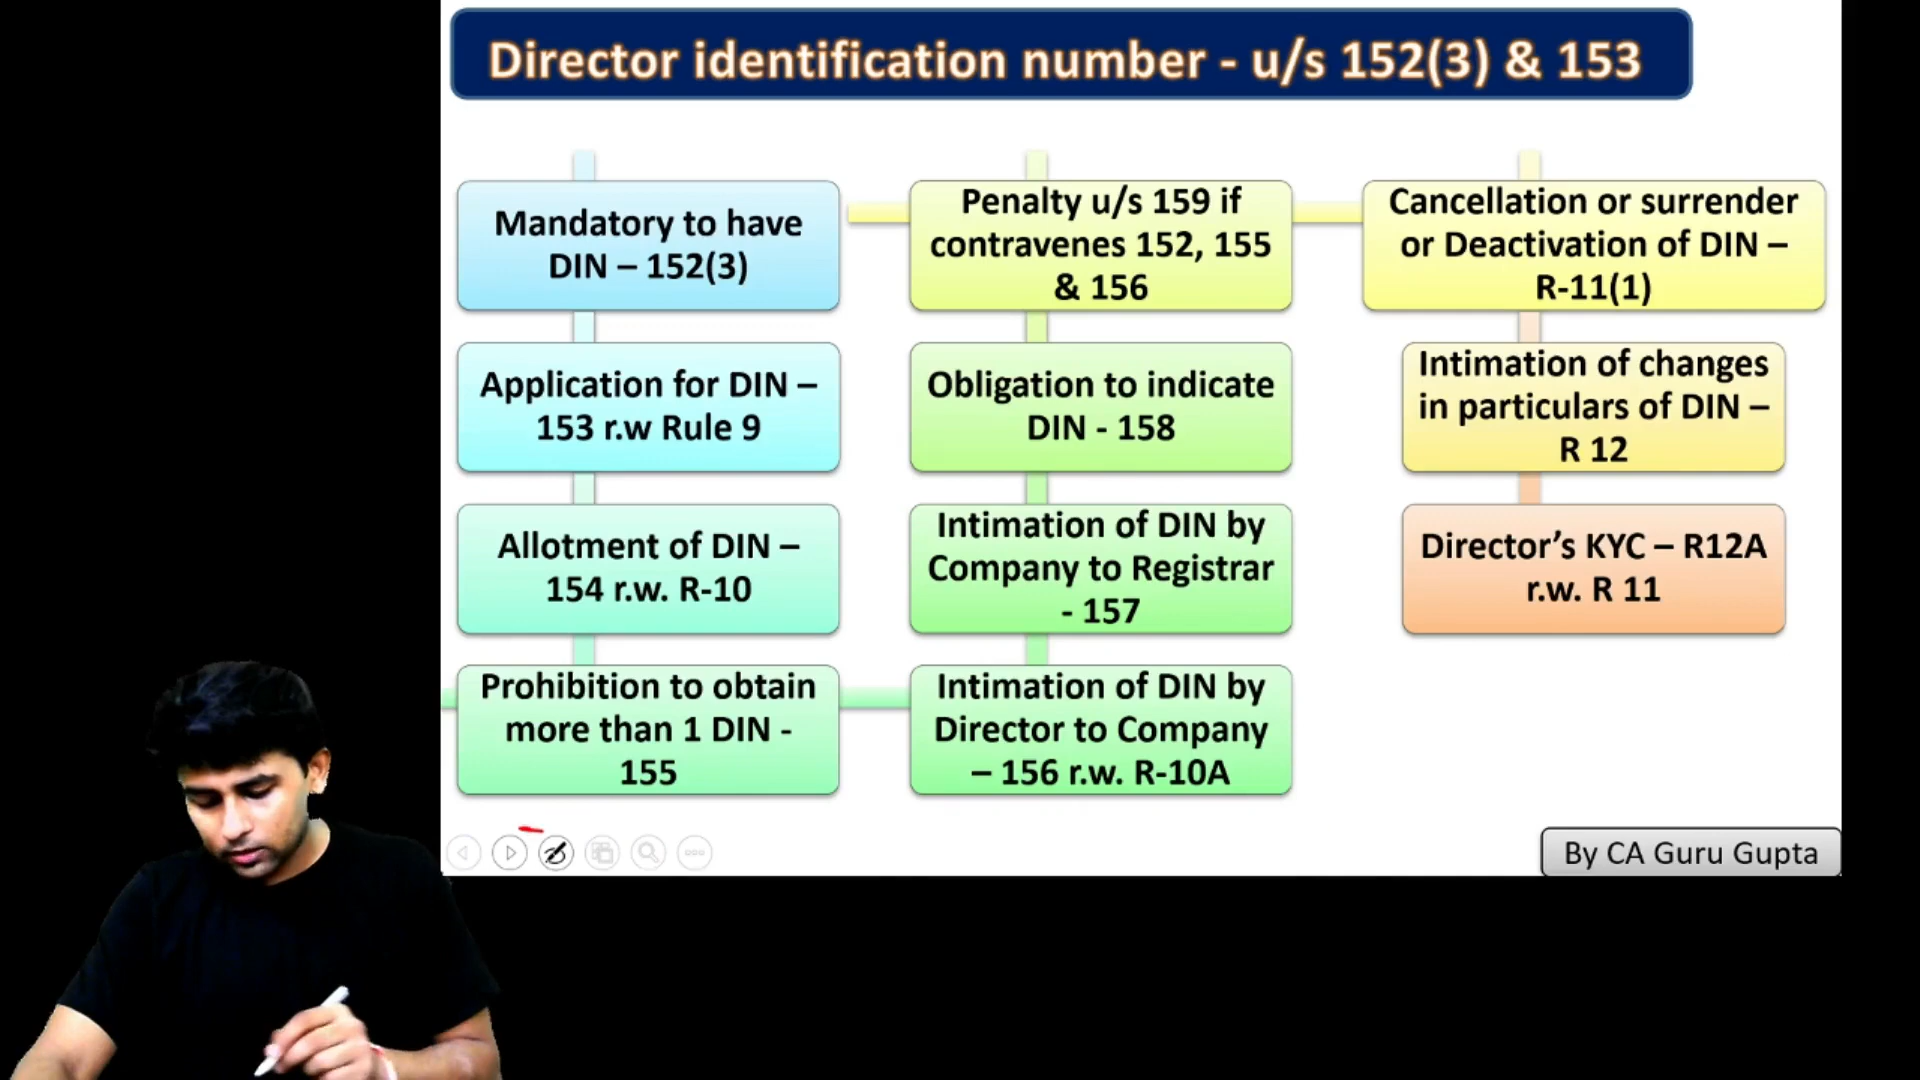 Director identification number - u/s 152(3) & 153
Mandatory to have
DIN – 152(3)
Application for DIN –
153 r.w Rule 9
Allotment of DIN –
154 r.w. R-10
Prohibition to obtain
more than 1 DIN -
155
Penalty u/s 159 if
contravenes 152, 155
& 156
Obligation to indicate
DIN - 158
Intimation of DIN by
Company to Registrar
- 157
Intimation of DIN by
Director to Company
– 156 r.w. R-10A
Cancellation or surrender
or Deactivation of DIN –
R-11(1)
Intimation of changes
in particulars of DIN –
R 12
Director’s KYC – R12A
r.w. R 11
By CA Guru Gupta